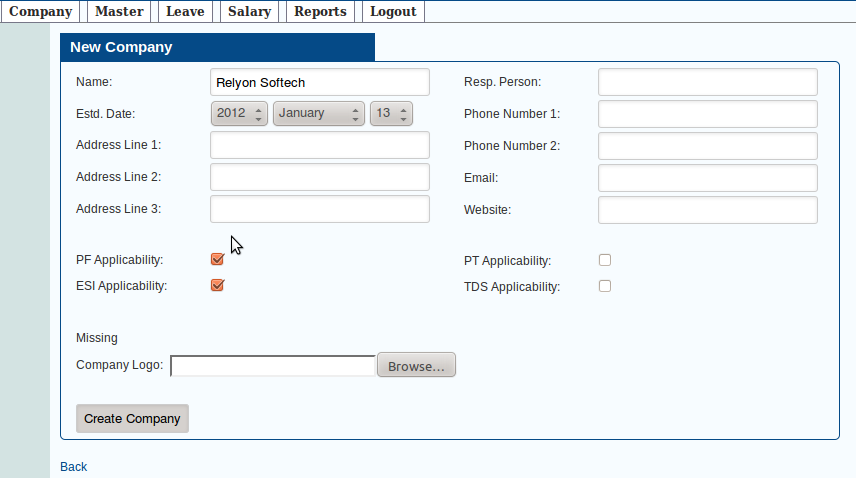 Company Master Leave Salary Reports Logout
New Company
Name: Relyon Softech Resp. Person:
Estd. Date: 2012 January 13 Phone Number 1:
Address Line 1: Phone Number 2:
Address Line 2: Email:
Address Line 3: Website:
PF Applicability: PT Applicability:
ESI Applicability: TDS Applicability:
Missing
Company Logo: Browse...
Create Company
Back